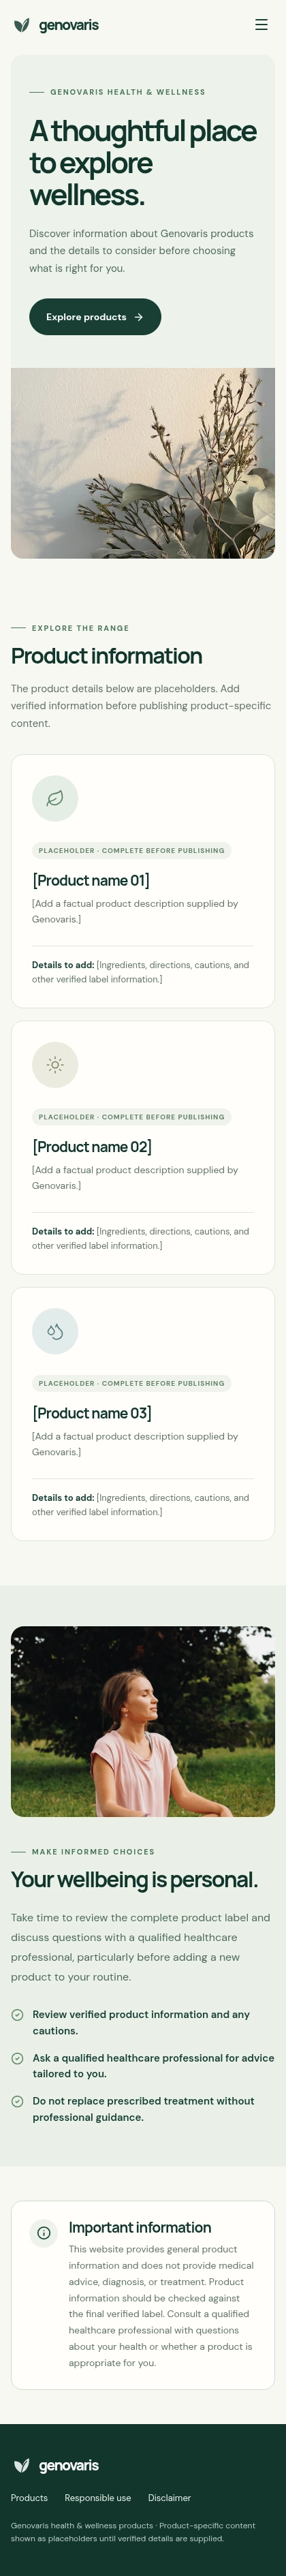 genovaris
GENOVARIS HEALTH & WELLNESS
A thoughtful place
to explore
wellness.
Discover information about Genovaris products
and the details to consider before choosing
what is right for you.
Explore products
EXPLORE THE RANGE
Product information
The product details below are placeholders. Add
verified information before publishing product-specific
content.
PLACEHOLDER · COMPLETE BEFORE PUBLISHING
[Product name 01]
[Add a factual product description supplied by
Genovaris.]
Details to add: [Ingredients, directions, cautions, and
other verified label information.]
PLACEHOLDER · COMPLETE BEFORE PUBLISHING
[Product name 02]
[Add a factual product description supplied by
Genovaris.]
Details to add: [Ingredients, directions, cautions, and
other verified label information.]
PLACEHOLDER · COMPLETE BEFORE PUBLISHING
[Product name 03]
[Add a factual product description supplied by
Genovaris.]
Details to add: [Ingredients, directions, cautions, and
other verified label information.]
MAKE INFORMED CHOICES
Your wellbeing is personal.
Take time to review the complete product label and
discuss questions with a qualified healthcare
professional, particularly before adding a new
product to your routine.
Review verified product information and any
cautions.
Ask a qualified healthcare professional for advice
tailored to you.
Do not replace prescribed treatment without
professional guidance.
Important information
This website provides general product
information and does not provide medical
advice, diagnosis, or treatment. Product
information should be checked against
the final verified label. Consult a qualified
healthcare professional with questions
about your health or whether a product is
appropriate for you.
genovaris
Products Responsible use Disclaimer
Genovaris health & wellness products · Product-specific content
shown as placeholders until verified details are supplied.